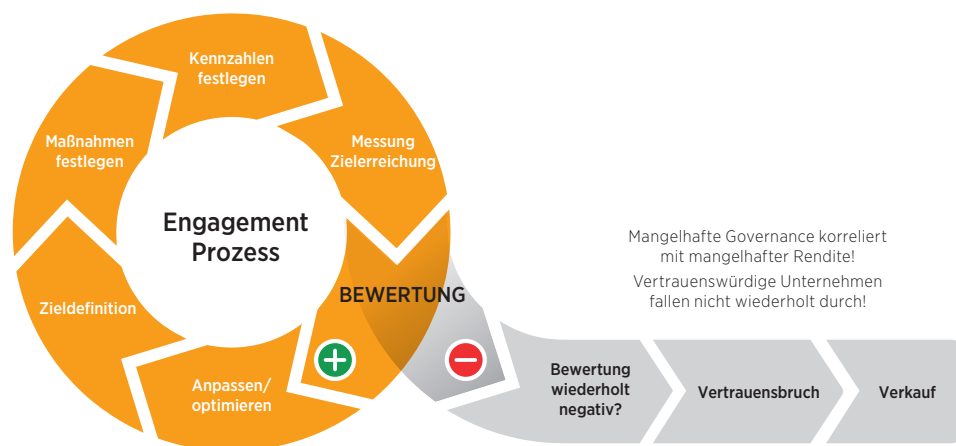 Kennzahlen
festlegen
Maßnahmen
festlegen
Messung
Zielerreichung
Engagement
Prozess
Zieldefinition
BEWERTUNG
Anpassen/
optimieren
Mangelhafte Governance korreliert
mit mangelhafter Rendite!
Vertrauenswürdige Unternehmen
fallen nicht wiederholt durch!
Bewertung
wiederholt
negativ?
Vertrauensbruch
Verkauf